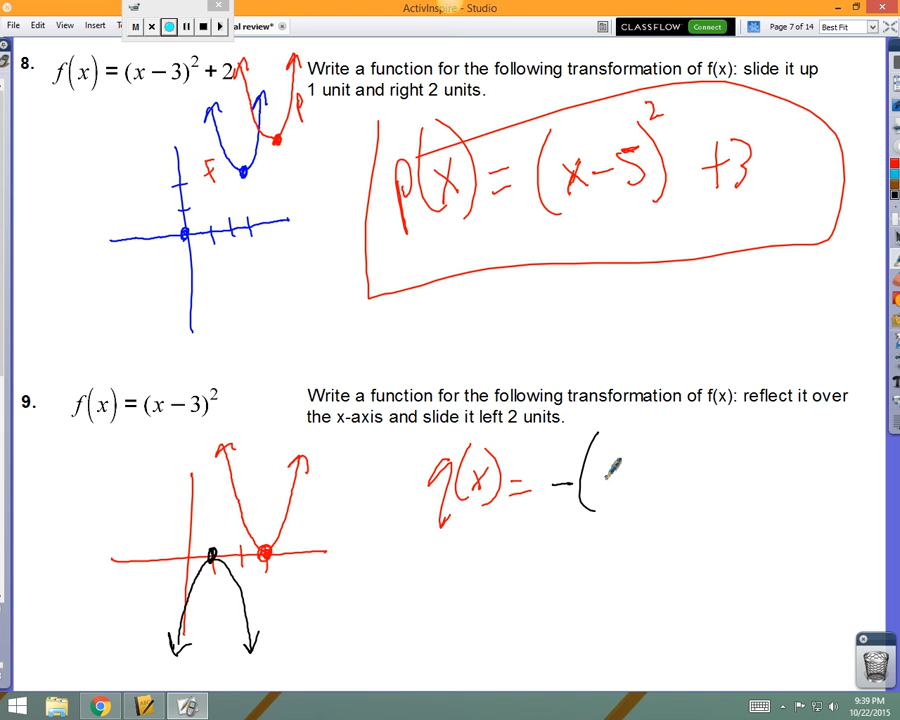 ActivInspire - Studio
File Edit View Insert
al review*
CLASSFLOW Connect
Page 7 of 14
Best Fit
M
8. f(x) = (x − 3)² + 2
Write a function for the following transformation of f(x): slide it up
1 unit and right 2 units.
P
F
p(x) = (x − 5)² + 3
9. f(x) = (x − 3)²
Write a function for the following transformation of f(x): reflect it over
the x-axis and slide it left 2 units.
q(x) = −(
9:39 PM
10/22/2015